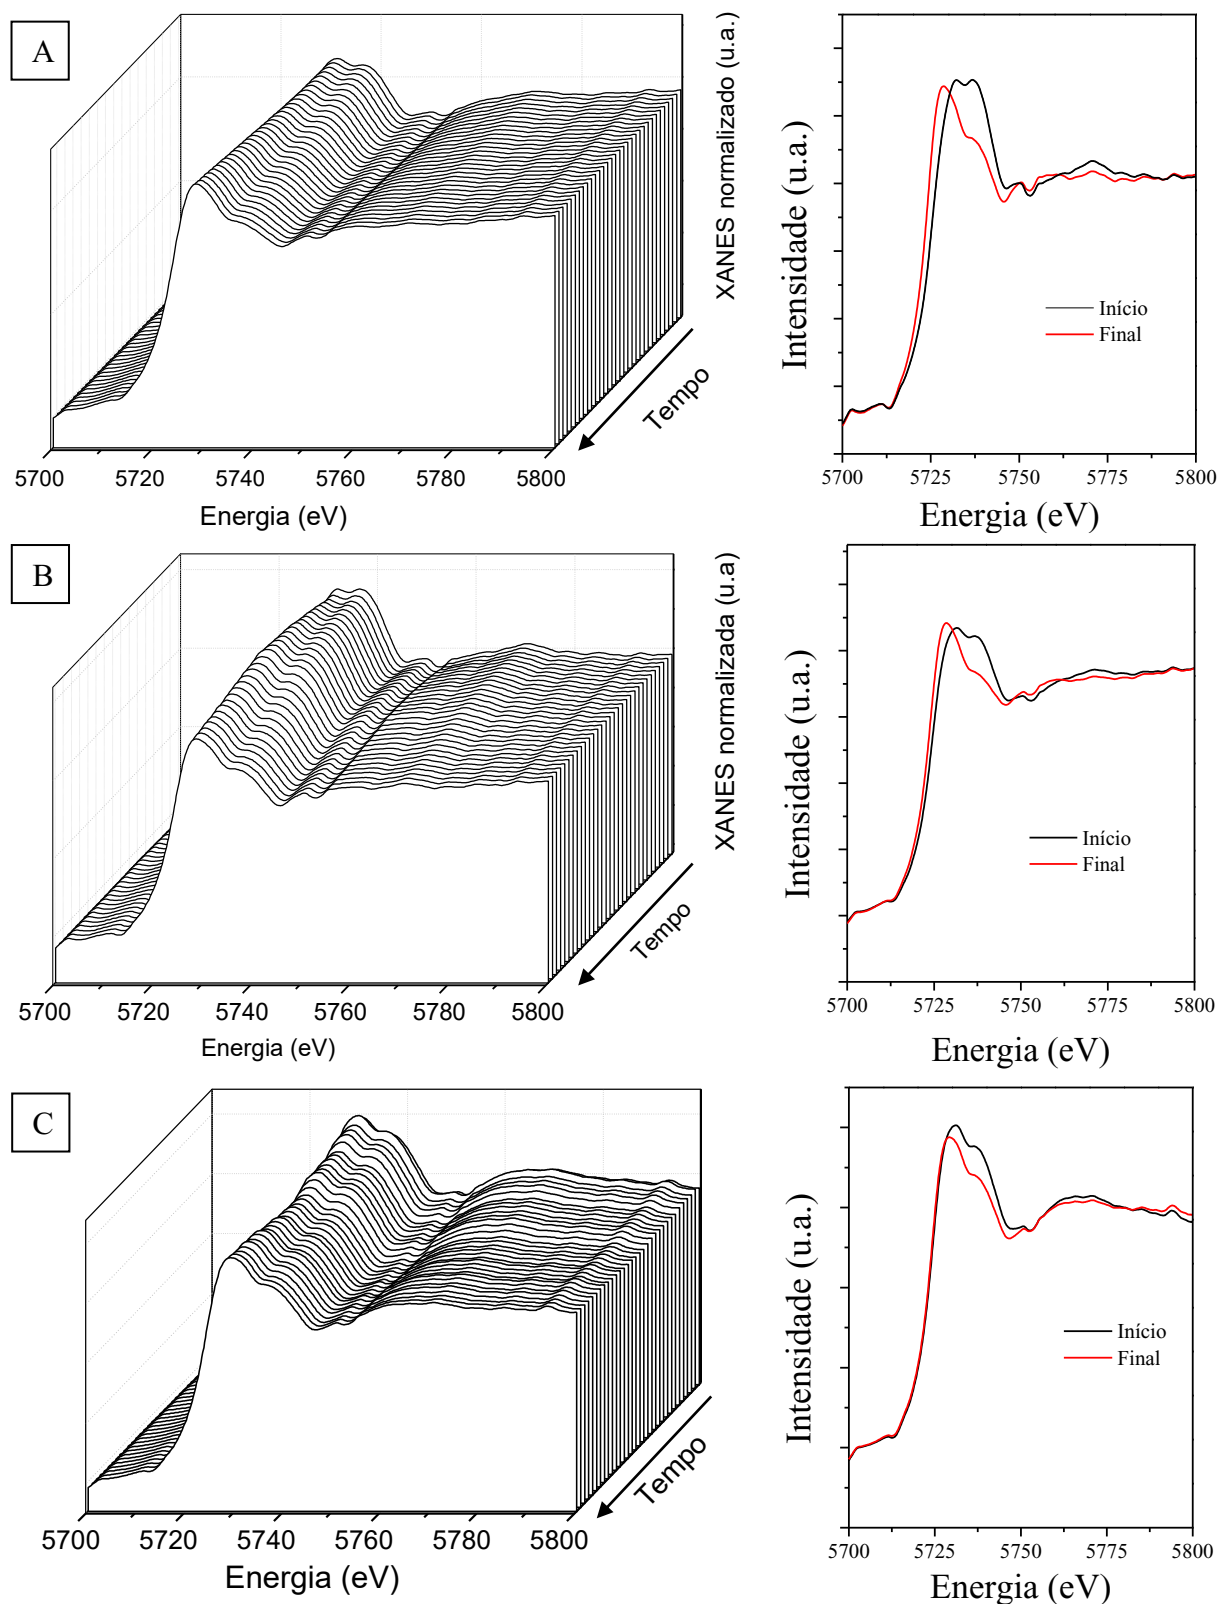 A
XANES normalizado (u.a.)
Tempo
5700 5720 5740 5760 5780 5800
Energia (eV)
Intensidade (u.a.)
Início
Final
5700 5725 5750 5775 5800
Energia (eV)
B
XANES normalizada (u.a)
Tempo
5700 5720 5740 5760 5780 5800
Energia (eV)
Intensidade (u.a.)
Início
Final
5700 5725 5750 5775 5800
Energia (eV)
C
Tempo
5700 5720 5740 5760 5780 5800
Energia (eV)
Intensidade (u.a.)
Início
Final
5700 5725 5750 5775 5800
Energia (eV)